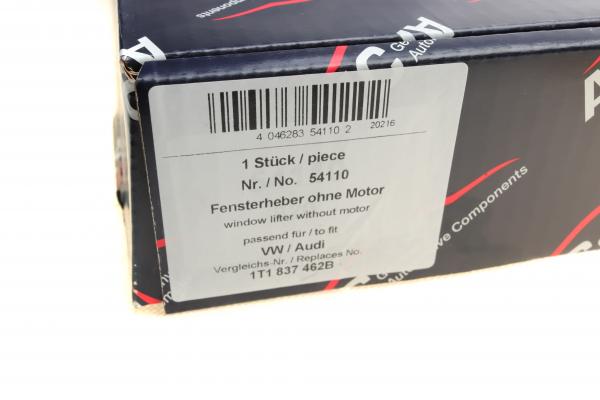 4 046283 54110 2 20216
1 Stück / piece
Nr. / No. 54110
Fensterheber ohne Motor
window lifter without motor
passend für / to fit
VW / Audi
Vergleichs-Nr. / Replaces No.
1T1 837 462B
Components